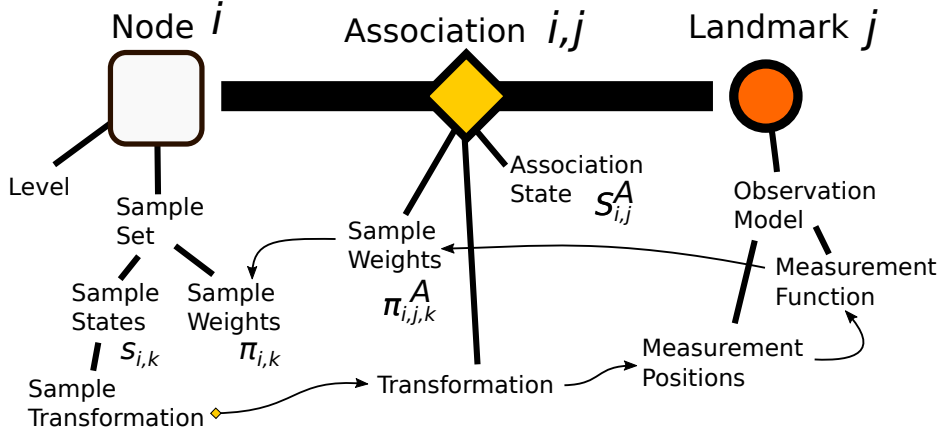 Node i
Association i,j
Landmark j
Level
Sample
Set
Sample
States
s_{i,k}
Sample
Weights
π_{i,k}
Sample
Transformation
Sample
Weights
π^A_{i,j,k}
Association
State s^A_{i,j}
Transformation
Observation
Model
Measurement
Function
Measurement
Positions